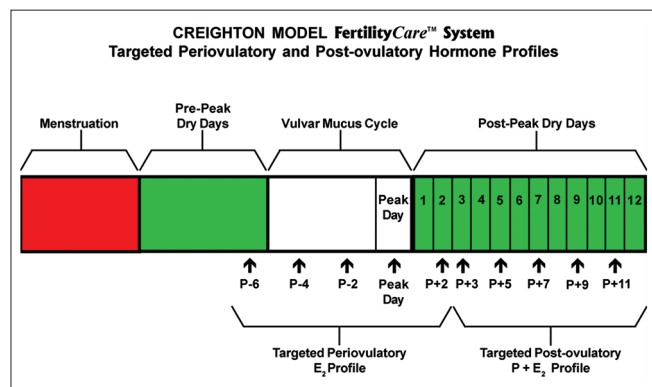 CREIGHTON MODEL FertilityCare™ System
Targeted Periovulatory and Post-ovulatory Hormone Profiles
Menstruation
Pre-Peak
Dry Days
Vulvar Mucus Cycle
Post-Peak Dry Days
Peak
Day
1 2 3 4 5 6 7 8 9 10 11 12
P-6 P-4 P-2 Peak
Day
P+2 P+3 P+5 P+7 P+9 P+11
Targeted Periovulatory
E₂ Profile
Targeted Post-ovulatory
P + E₂ Profile